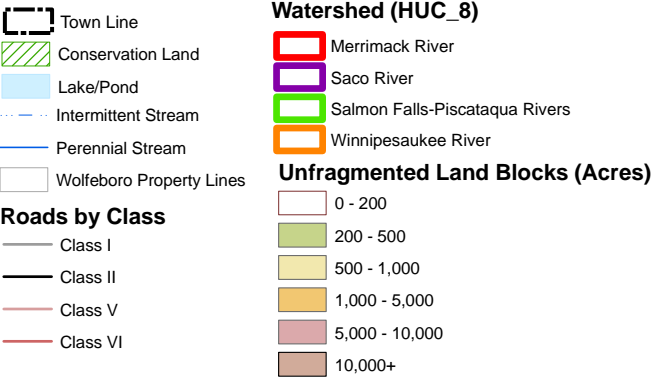 Town Line
Conservation Land
Lake/Pond
Intermittent Stream
Perennial Stream
Wolfeboro Property Lines
Roads by Class
Class I
Class II
Class V
Class VI
Watershed (HUC_8)
Merrimack River
Saco River
Salmon Falls-Piscataqua Rivers
Winnipesaukee River
Unfragmented Land Blocks (Acres)
0 - 200
200 - 500
500 - 1,000
1,000 - 5,000
5,000 - 10,000
10,000+